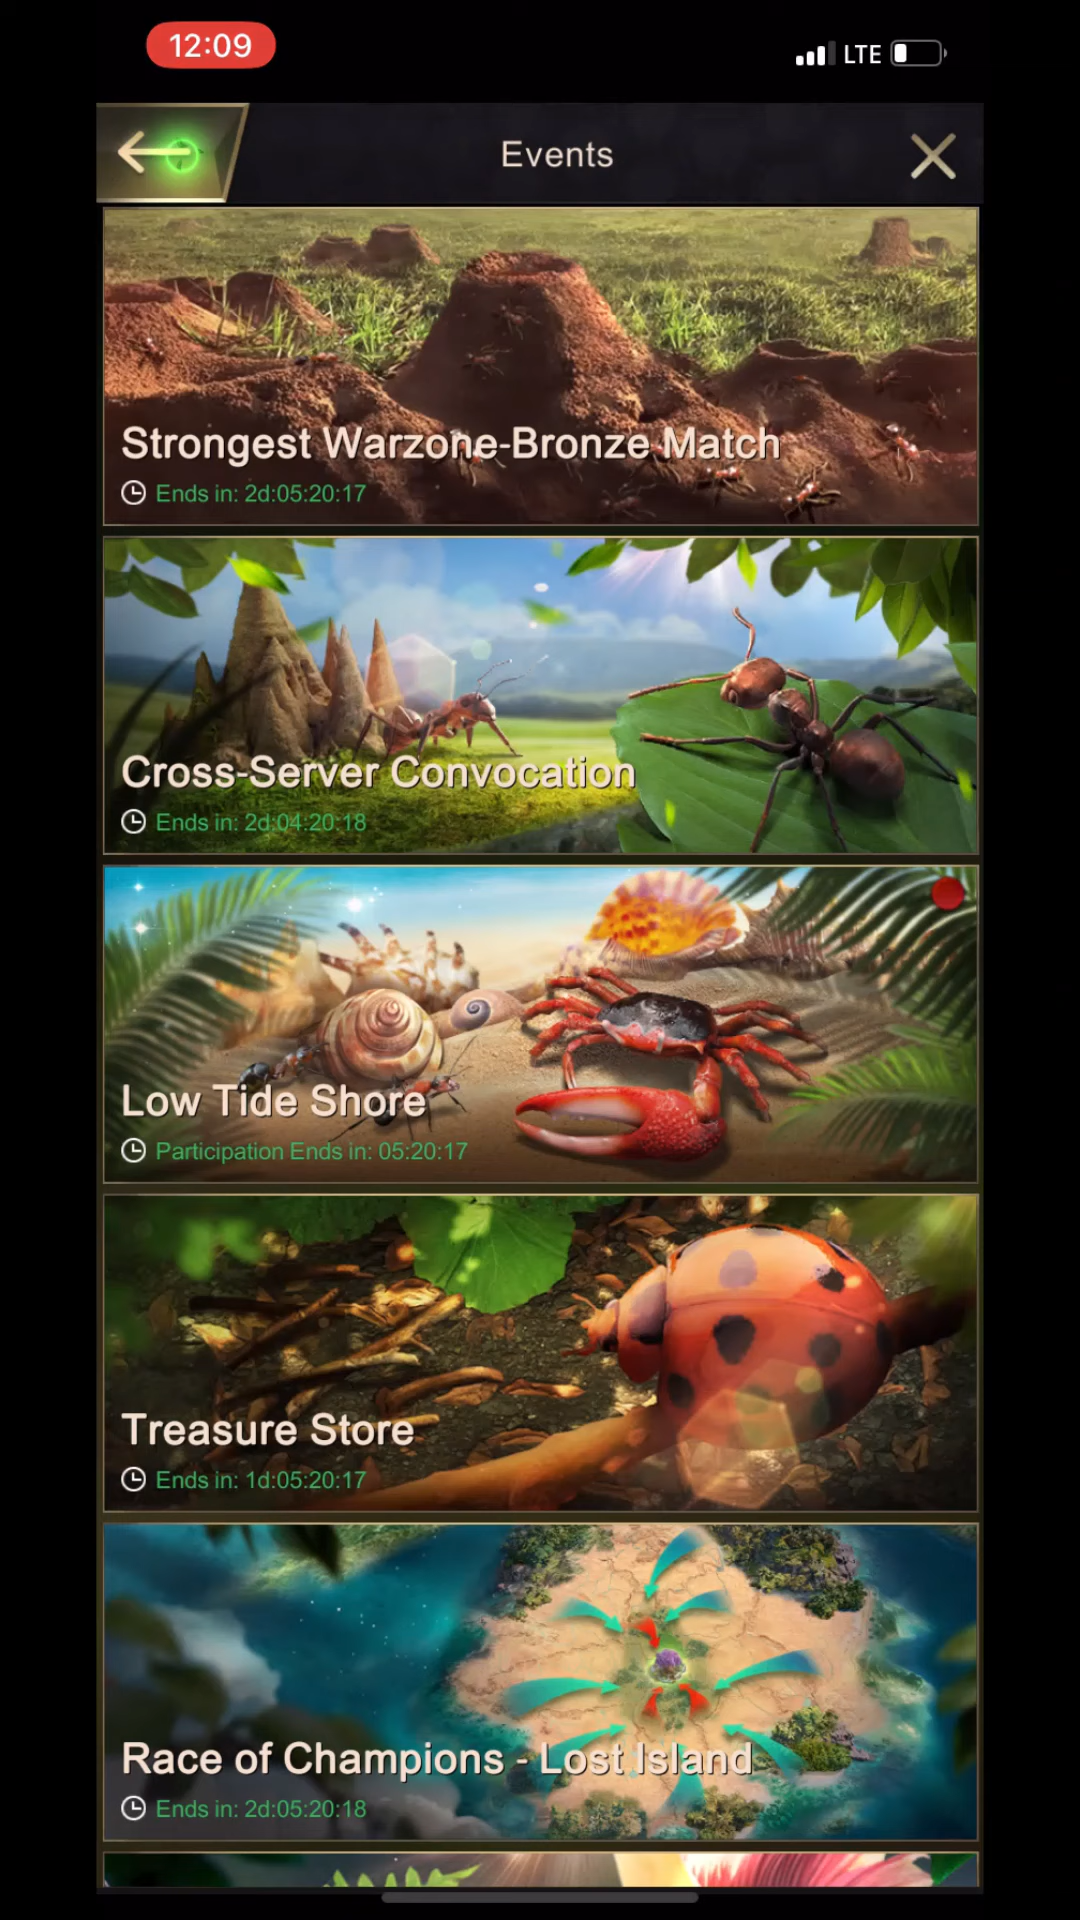 12:09
LTE
Events
Strongest Warzone-Bronze Match
Ends in: 2d:05:20:17
Cross-Server Convocation
Ends in: 2d:04:20:18
Low Tide Shore
Participation Ends in: 05:20:17
Treasure Store
Ends in: 1d:05:20:17
Race of Champions - Lost Island
Ends in: 2d:05:20:18